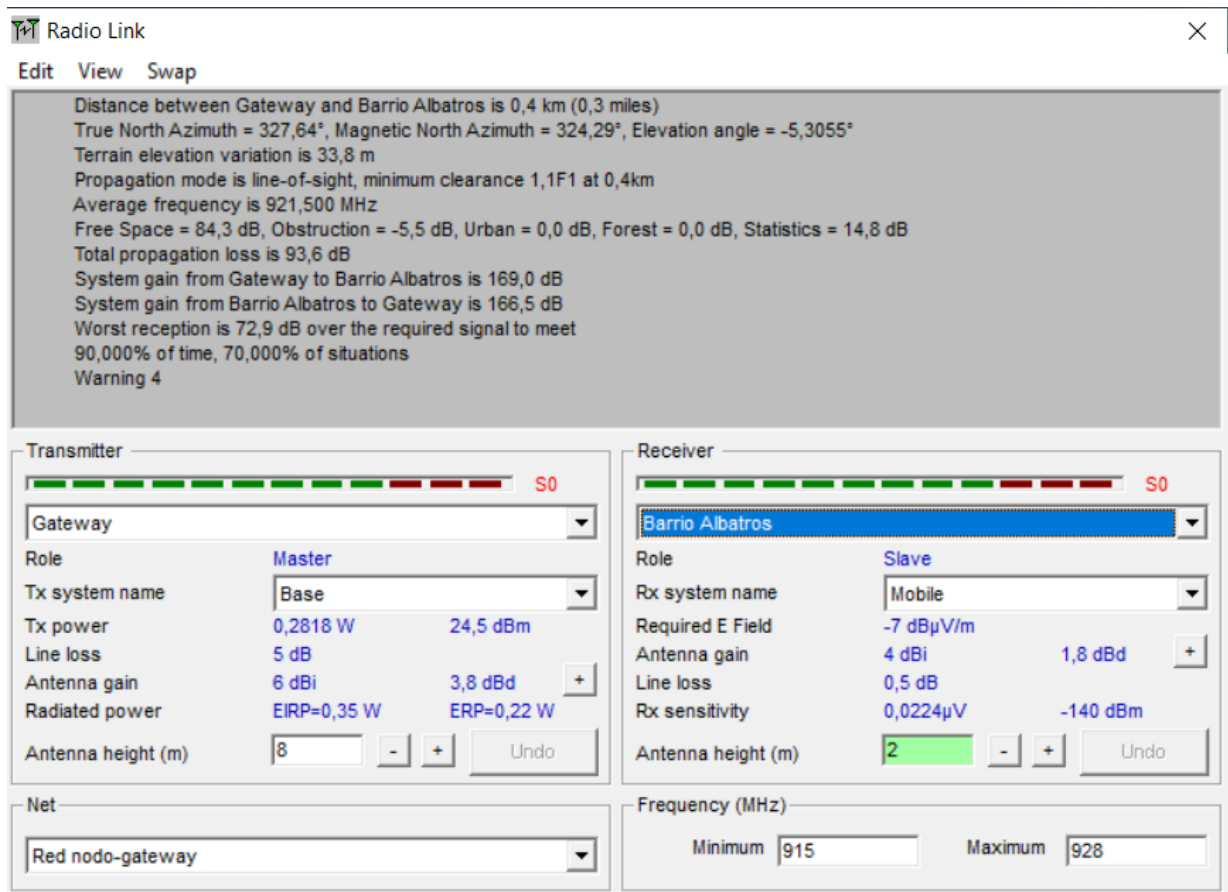 Radio Link
Edit View Swap
Distance between Gateway and Barrio Albatros is 0,4 km (0,3 miles)
True North Azimuth = 327,64°, Magnetic North Azimuth = 324,29°, Elevation angle = -5,3055°
Terrain elevation variation is 33,8 m
Propagation mode is line-of-sight, minimum clearance 1,1F1 at 0,4km
Average frequency is 921,500 MHz
Free Space = 84,3 dB, Obstruction = -5,5 dB, Urban = 0,0 dB, Forest = 0,0 dB, Statistics = 14,8 dB
Total propagation loss is 93,6 dB
System gain from Gateway to Barrio Albatros is 169,0 dB
System gain from Barrio Albatros to Gateway is 166,5 dB
Worst reception is 72,9 dB over the required signal to meet
90,000% of time, 70,000% of situations
Warning 4
Transmitter
S0
Gateway
Role Master
Tx system name Base
Tx power 0,2818 W 24,5 dBm
Line loss 5 dB
Antenna gain 6 dBi 3,8 dBd +
Radiated power EIRP=0,35 W ERP=0,22 W
Antenna height (m) 8 - + Undo
Receiver
S0
Barrio Albatros
Role Slave
Rx system name Mobile
Required E Field -7 dBµV/m
Antenna gain 4 dBi 1,8 dBd +
Line loss 0,5 dB
Rx sensitivity 0,0224µV -140 dBm
Antenna height (m) 2 - + Undo
Net
Red nodo-gateway
Frequency (MHz)
Minimum 915 Maximum 928